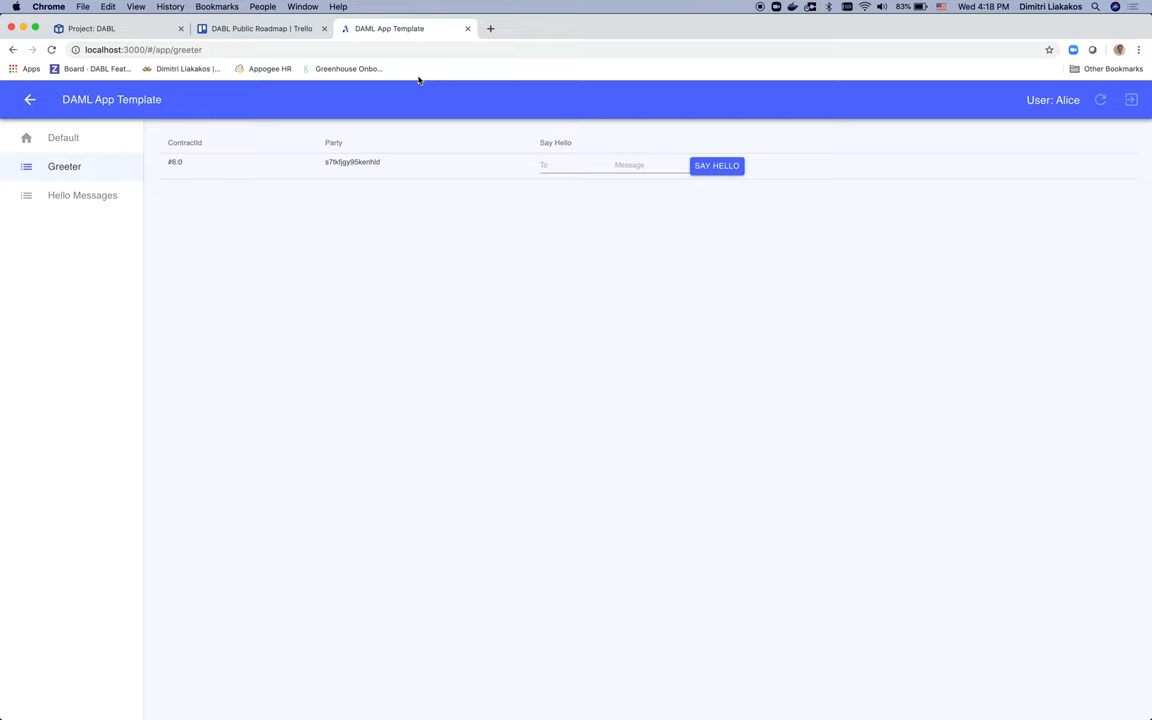 Chrome File Edit View History Bookmarks People Window Help 83% Wed 4:18 PM Dimitri Liakakos
Project: DABL DABL Public Roadmap | Trello DAML App Template
localhost:3000/#/app/greeter
Apps Board · DABL Feat... Dimitri Liakakos |... Appogee HR Greenhouse Onbo... Other Bookmarks
DAML App Template User: Alice
Default
Greeter
Hello Messages
ContractId Party Say Hello
#6:0 s7tkfjgy95kenhld To Message SAY HELLO